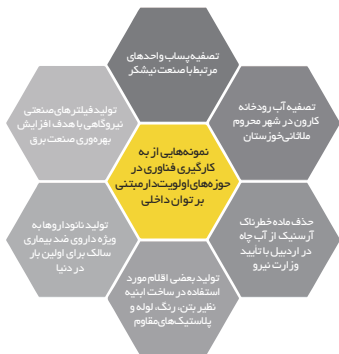 تصفیه پساب واحدهای
مرتبط با صنعت نیشکر
تصفیه آب رودخانه
کارون در شهر محروم
ملاثانی خوزستان
حذف ماده خطرناک
آرسنیک از آب چاه
در اردبیل با تأیید
وزارت نیرو
تولید بعضی اقلام مورد
استفاده در ساخت ابنیه
نظیر بتن، رنگ، لوله و
پلاستیک‌های مقاوم
تولید نانوداروها به
ویژه داروی ضد بیماری
سالک برای اولین بار
در دنیا
تولید فیلترهای صنعتی
نیروگاهی با هدف افزایش
بهره‌وری صنعت برق
نمونه‌هایی از به
کارگیری فناوری در
حوزه‌های اولویت‌دار مبتنی
بر توان داخلی